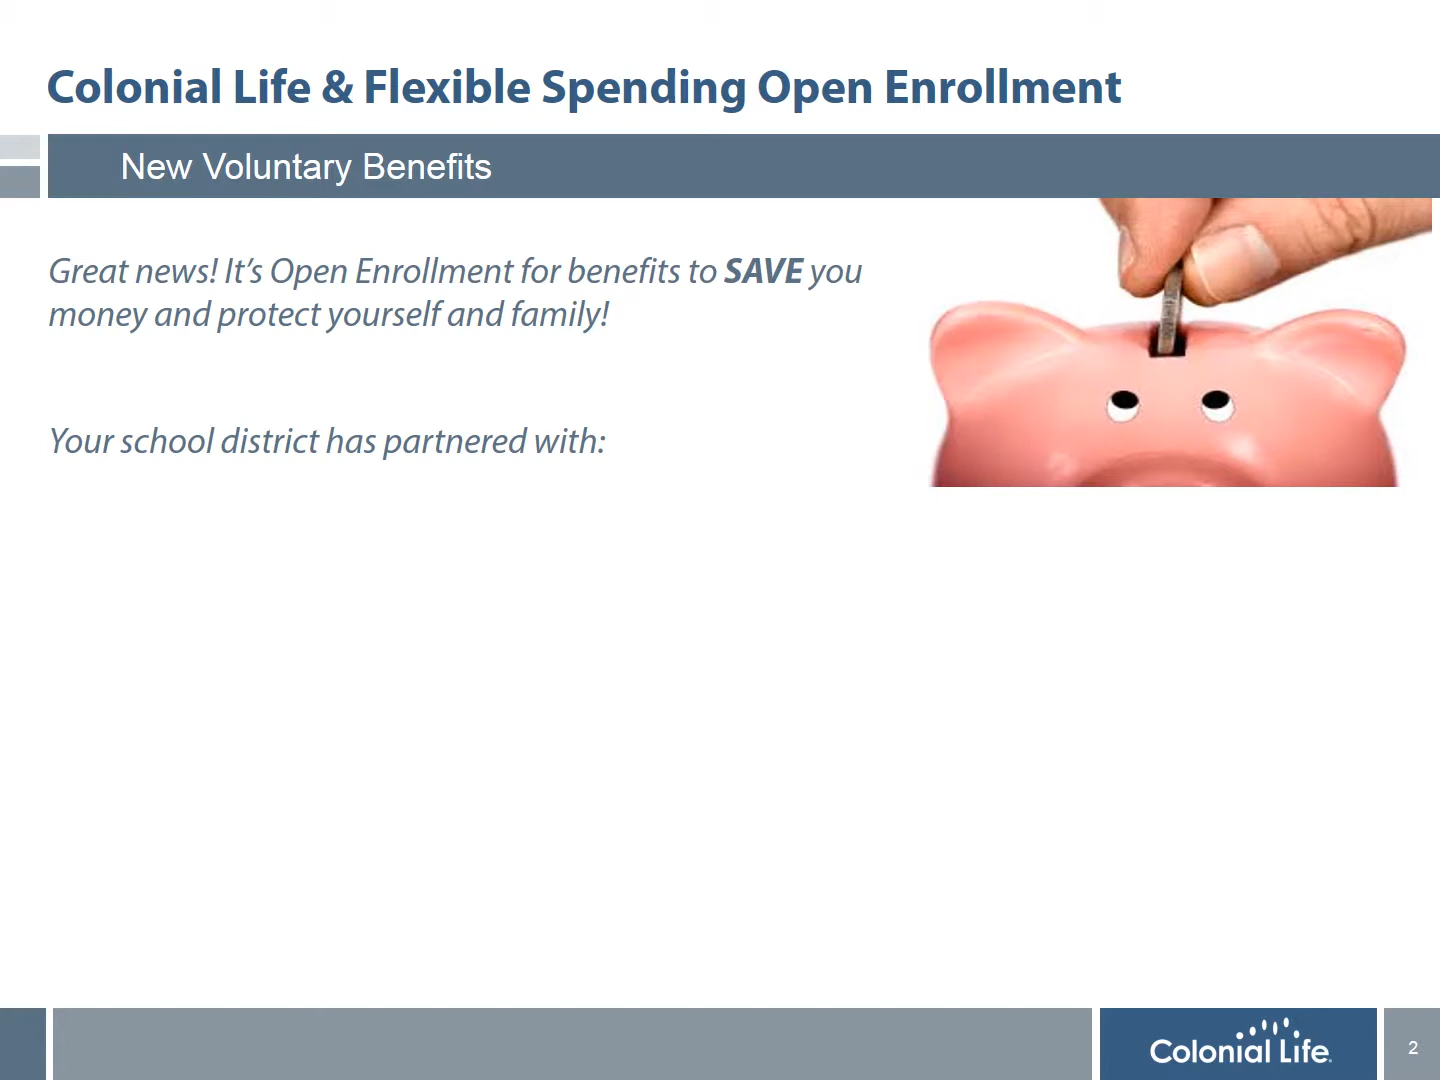 Colonial Life & Flexible Spending Open Enrollment
New Voluntary Benefits
Great news! It’s Open Enrollment for benefits to SAVE you
money and protect yourself and family!
Your school district has partnered with:
Colonial Life.
2